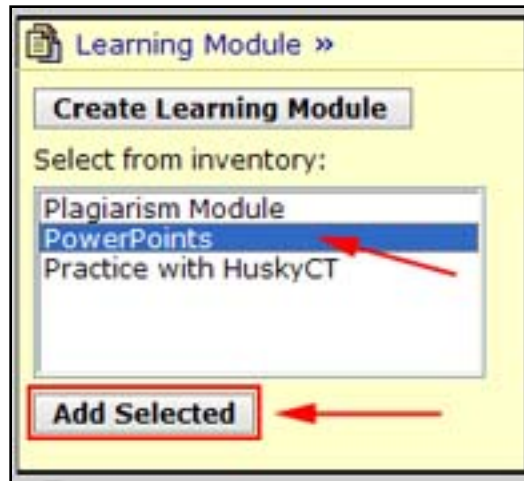 Learning Module »
Create Learning Module
Select from inventory:
Plagiarism Module
PowerPoints
Practice with HuskyCT
Add Selected